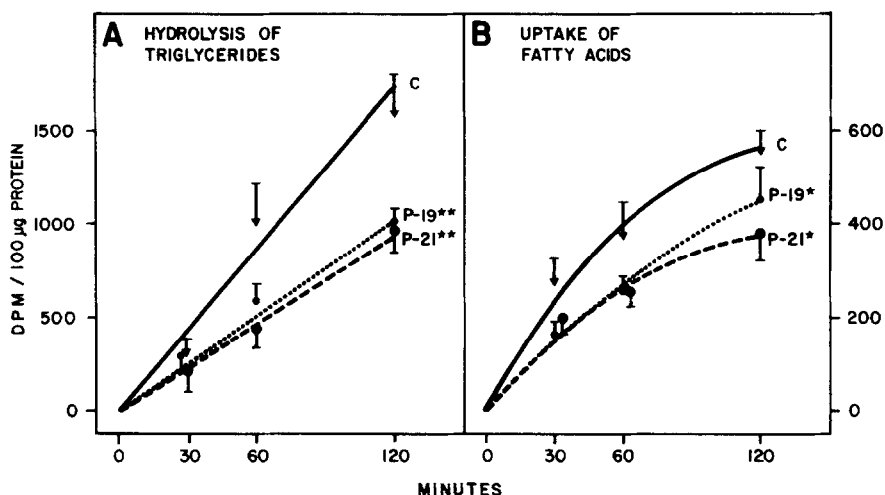 A HYDROLYSIS OF
TRIGLYCERIDES
B UPTAKE OF
FATTY ACIDS
DPM / 100 µg PROTEIN
1500
1000
500
0
C
P-19**
P-21**
0 30 60 120
C
P-19*
P-21*
600
400
200
0
0 30 60 120
MINUTES